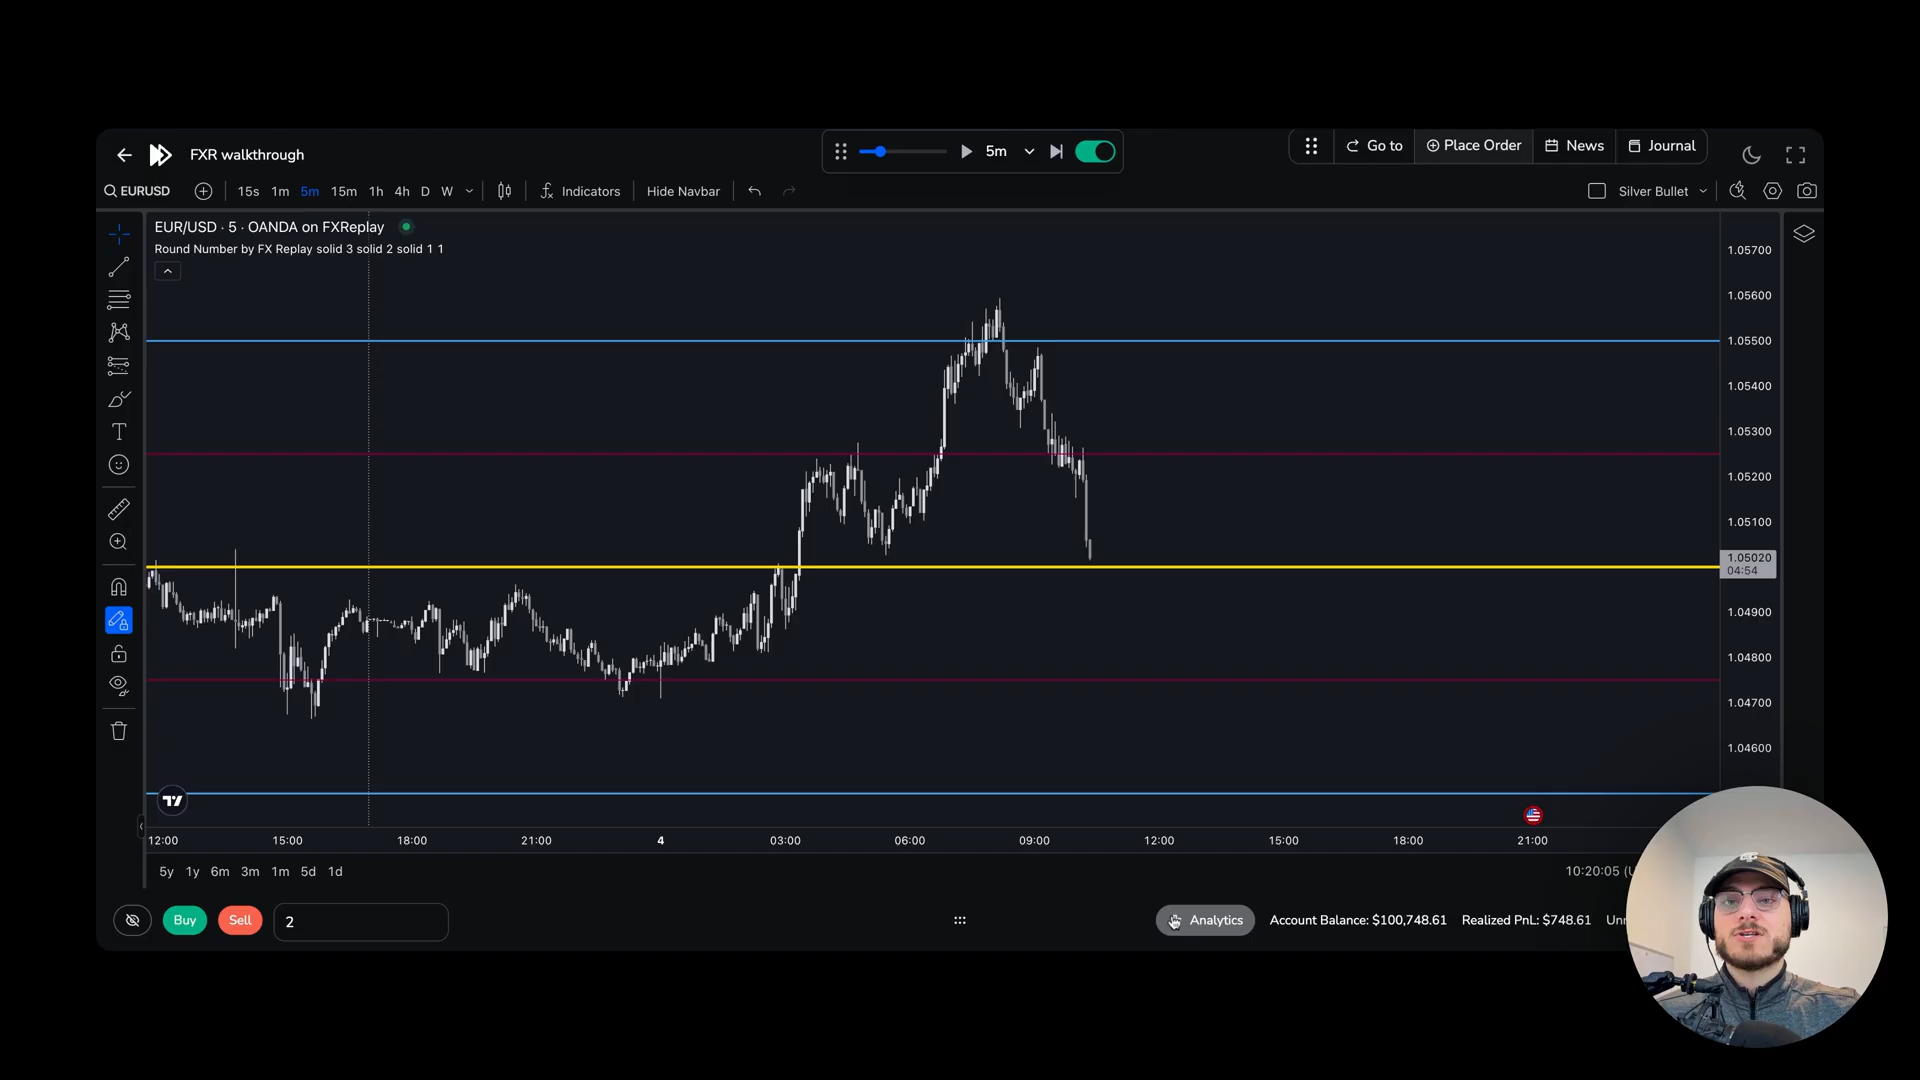 FXR walkthrough
5m
Go to
Place Order
News
Journal
EURUSD
15s 1m 5m 15m 1h 4h D W
Indicators
Hide Navbar
Silver Bullet
EUR/USD · 5 · OANDA on FXReplay
Round Number by FX Replay solid 3 solid 2 solid 1 1
1.05700
1.05600
1.05500
1.05400
1.05300
1.05200
1.05100
1.05020
04:54
1.04900
1.04800
1.04700
1.04600
12:00 15:00 18:00 21:00 4 03:00 06:00 09:00 12:00 15:00 18:00 21:00
5y 1y 6m 3m 1m 5d 1d
10:20:05 (U
Buy
Sell
2
Analytics
Account Balance: $100,748.61
Realized PnL: $748.61
Unr